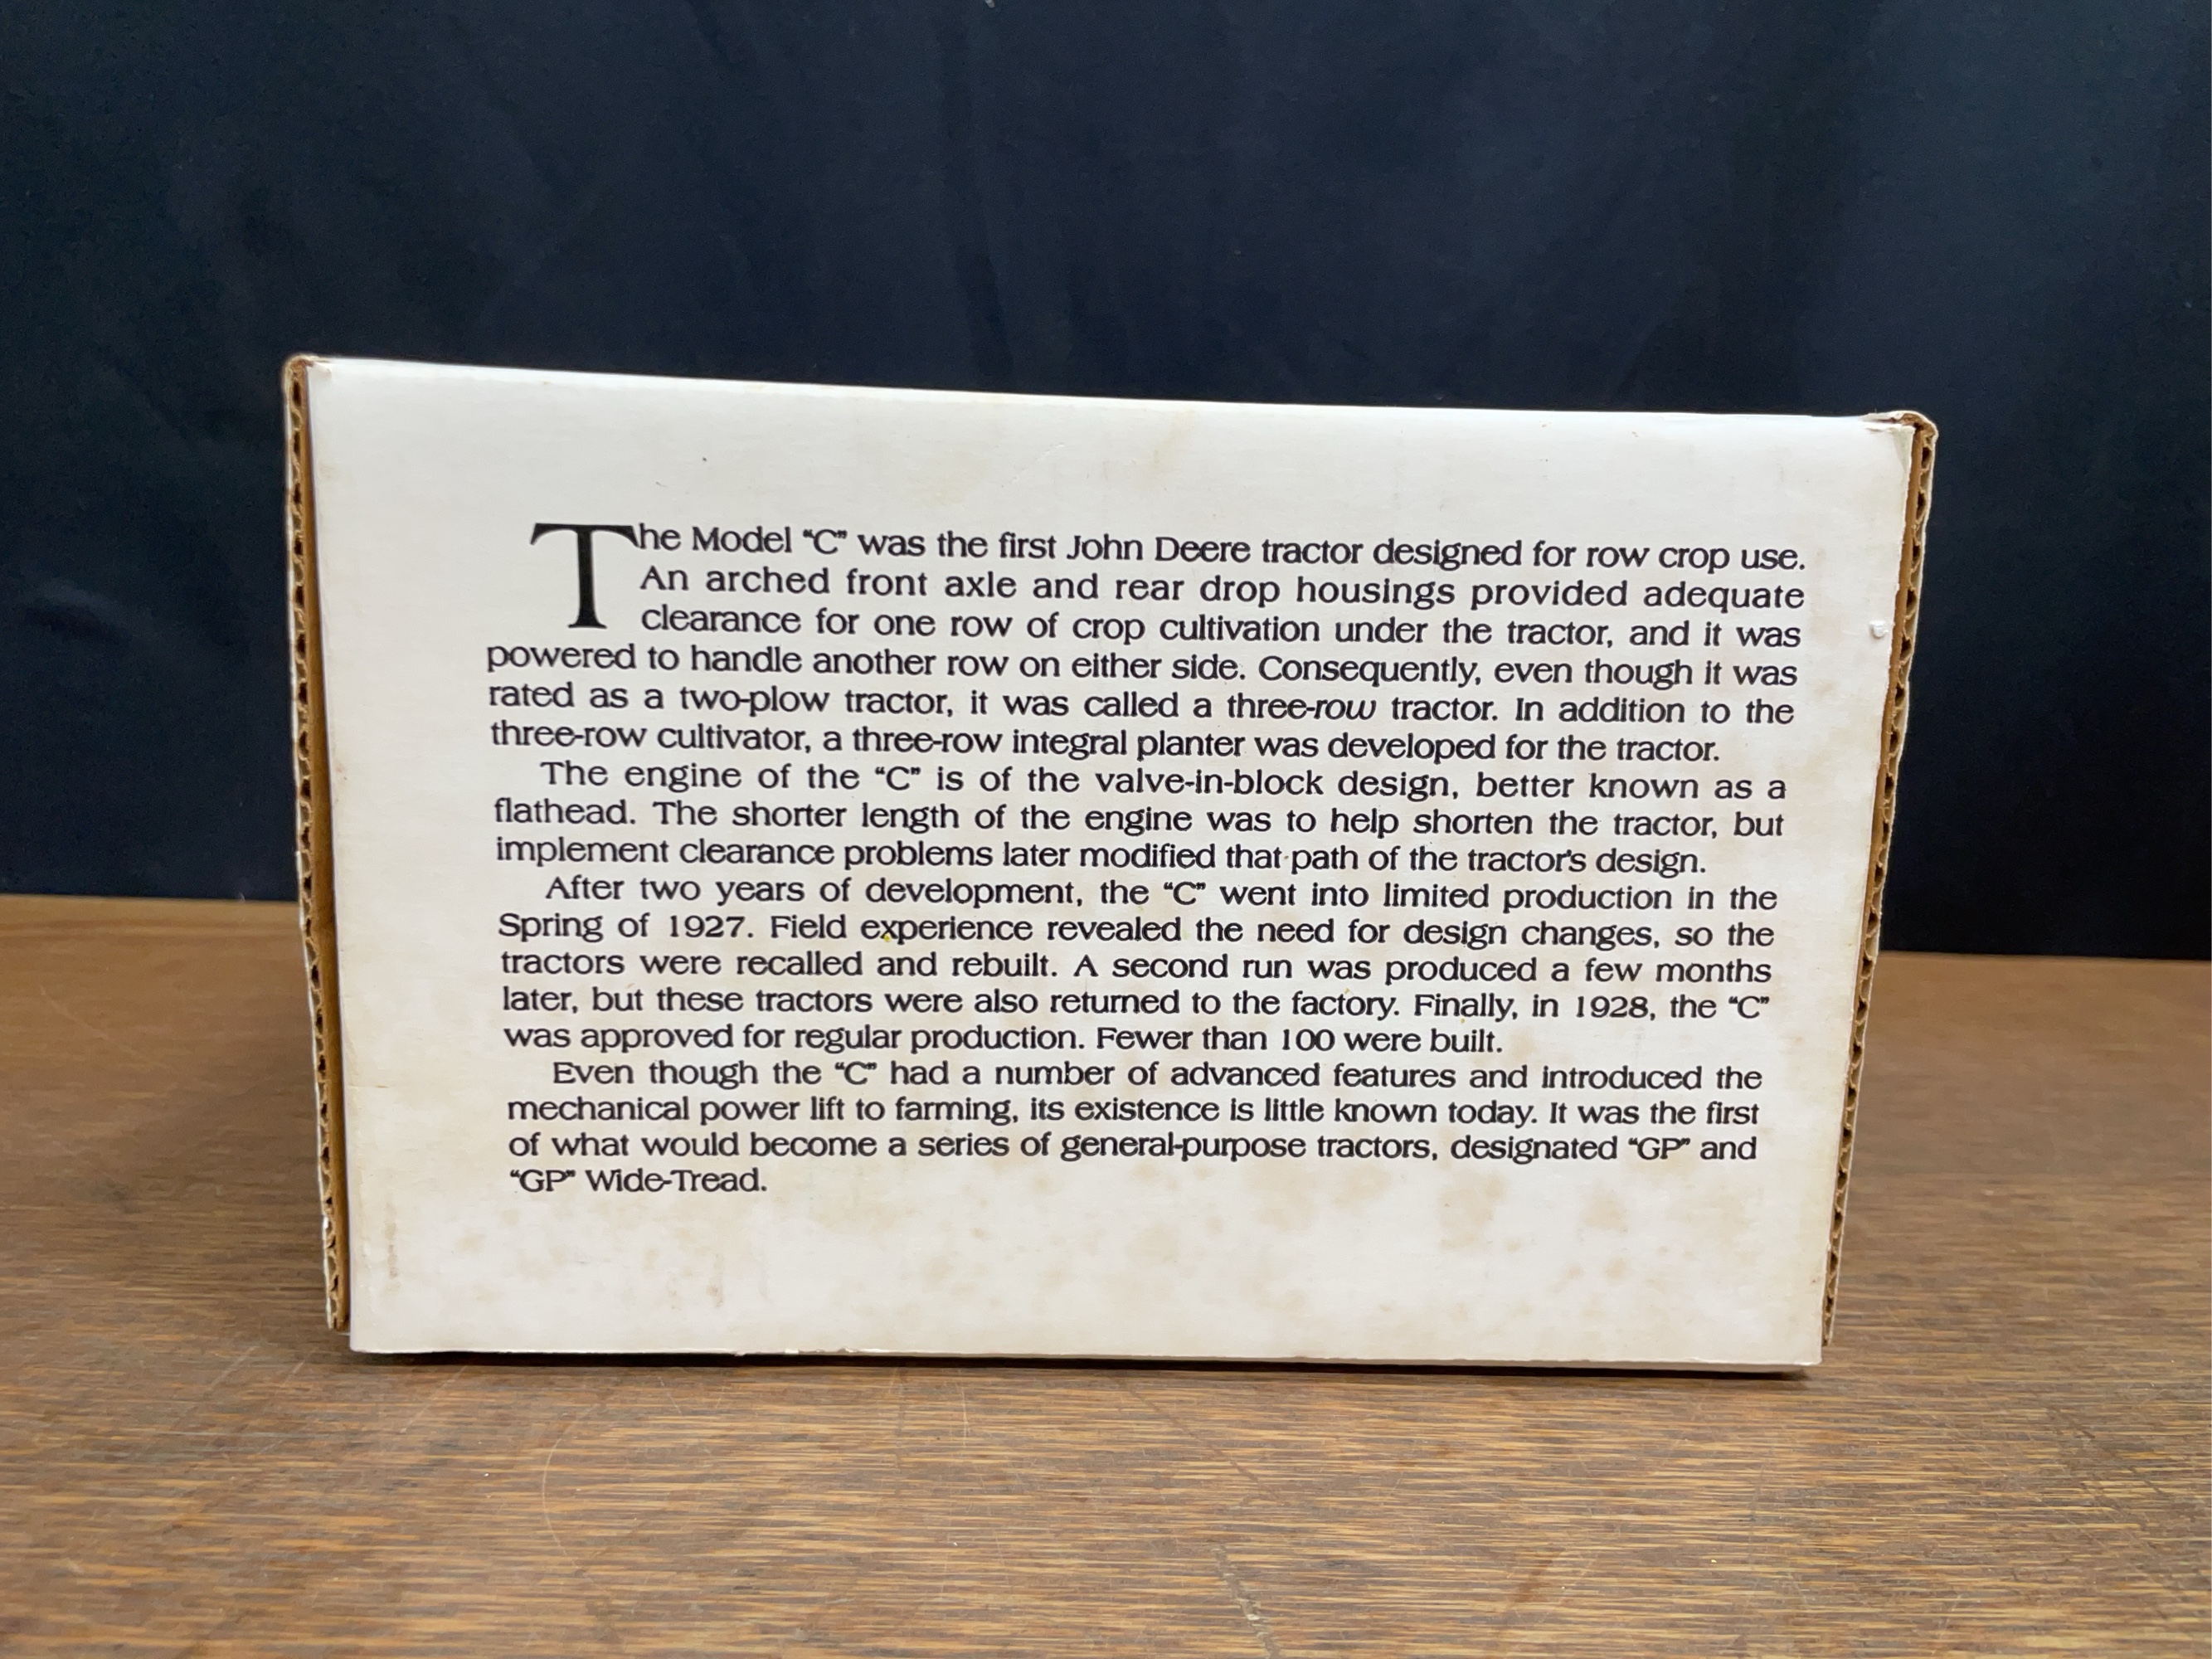 The Model “C” was the first John Deere tractor designed for row crop use.
An arched front axle and rear drop housings provided adequate
clearance for one row of crop cultivation under the tractor, and it was
powered to handle another row on either side. Consequently, even though it was
rated as a two-plow tractor, it was called a three-row tractor. In addition to the
three-row cultivator, a three-row integral planter was developed for the tractor.
The engine of the “C” is of the valve-in-block design, better known as a
flathead. The shorter length of the engine was to help shorten the tractor, but
implement clearance problems later modified that path of the tractor's design.
After two years of development, the “C” went into limited production in the
Spring of 1927. Field experience revealed the need for design changes, so the
tractors were recalled and rebuilt. A second run was produced a few months
later, but these tractors were also returned to the factory. Finally, in 1928, the “C”
was approved for regular production. Fewer than 100 were built.
Even though the “C” had a number of advanced features and introduced the
mechanical power lift to farming, its existence is little known today. It was the first
of what would become a series of general-purpose tractors, designated “GP” and
“GP” Wide-Tread.